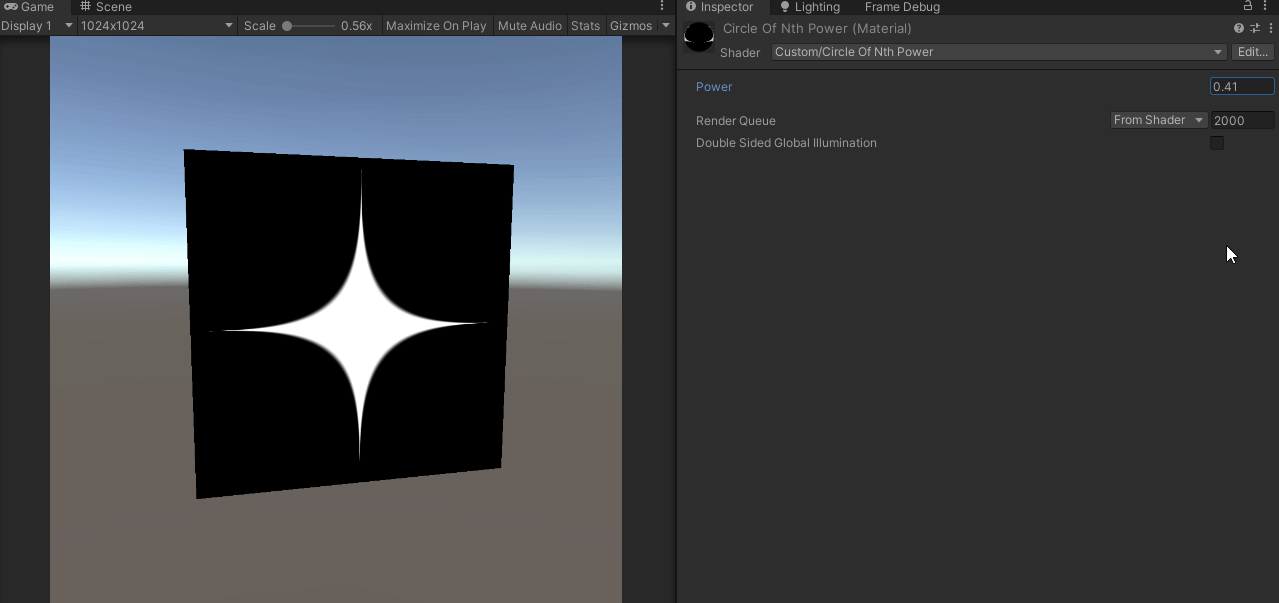 Game Scene
Display 1 1024x1024 Scale 0.56x Maximize On Play Mute Audio Stats Gizmos
Inspector Lighting Frame Debug
Circle Of Nth Power (Material)
Shader Custom/Circle Of Nth Power Edit...
Power 0.41
Render Queue From Shader 2000
Double Sided Global Illumination